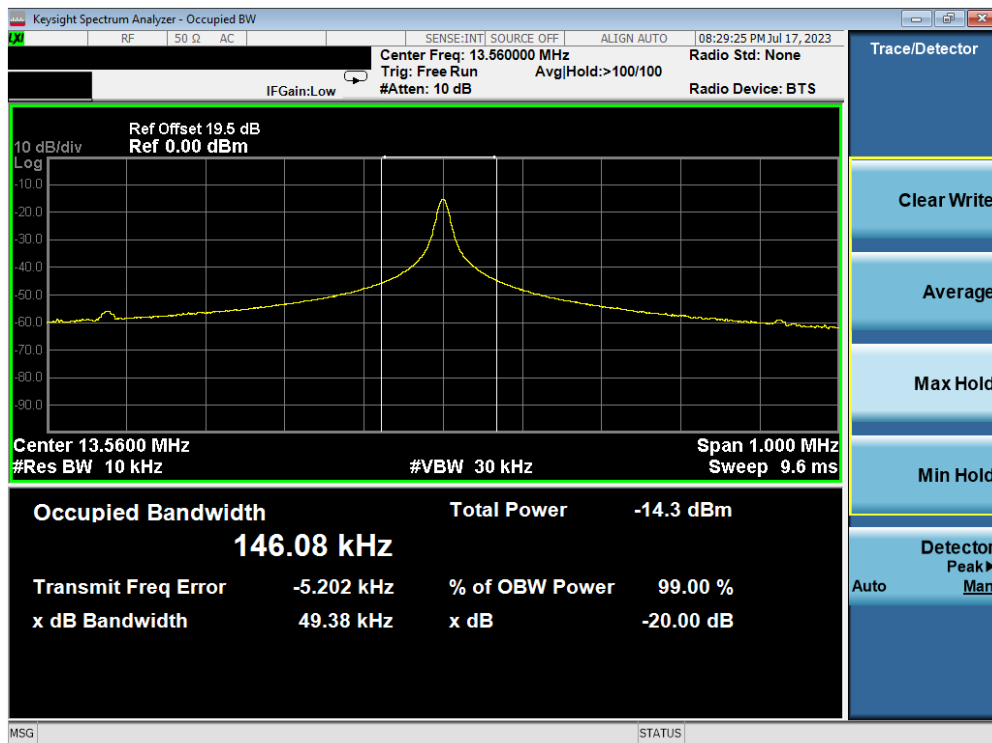 Keysight Spectrum Analyzer - Occupied BW
LXI RF 50 Ω AC SENSE:INT SOURCE OFF ALIGN AUTO 08:29:25 PM Jul 17, 2023
Center Freq: 13.560000 MHz Radio Std: None
Trig: Free Run Avg|Hold:>100/100
IFGain:Low #Atten: 10 dB Radio Device: BTS
Ref Offset 19.5 dB
10 dB/div Ref 0.00 dBm
Log
-10.0
-20.0
-30.0
-40.0
-50.0
-60.0
-70.0
-80.0
-90.0
Center 13.5600 MHz Span 1.000 MHz
#Res BW 10 kHz #VBW 30 kHz Sweep 9.6 ms
Occupied Bandwidth Total Power -14.3 dBm
146.08 kHz
Transmit Freq Error -5.202 kHz % of OBW Power 99.00 %
x dB Bandwidth 49.38 kHz x dB -20.00 dB
Trace/Detector
Clear Write
Average
Max Hold
Min Hold
Detector
Peak▶
Auto Man
MSG STATUS